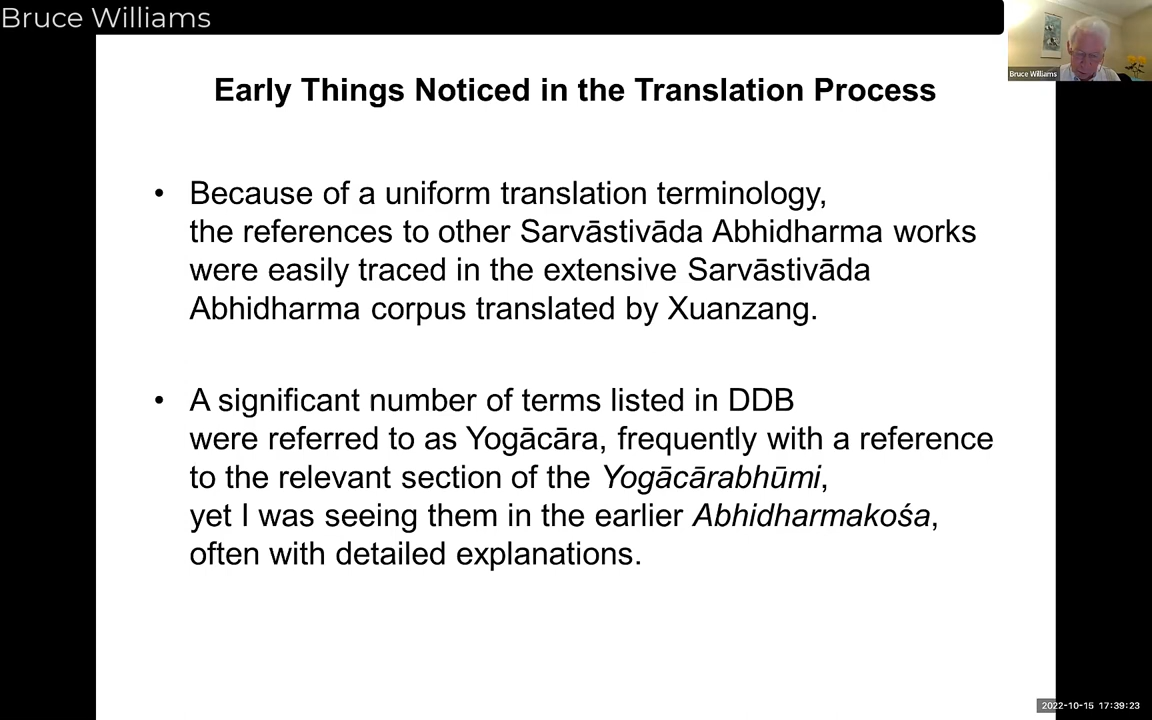 Bruce Williams
Bruce Williams
Early Things Noticed in the Translation Process
• Because of a uniform translation terminology,
the references to other Sarvāstivāda Abhidharma works
were easily traced in the extensive Sarvāstivāda
Abhidharma corpus translated by Xuanzang.
• A significant number of terms listed in DDB
were referred to as Yogācāra, frequently with a reference
to the relevant section of the Yogācārabhūmi,
yet I was seeing them in the earlier Abhidharmakośa,
often with detailed explanations.
2022-10-15 17:39:23